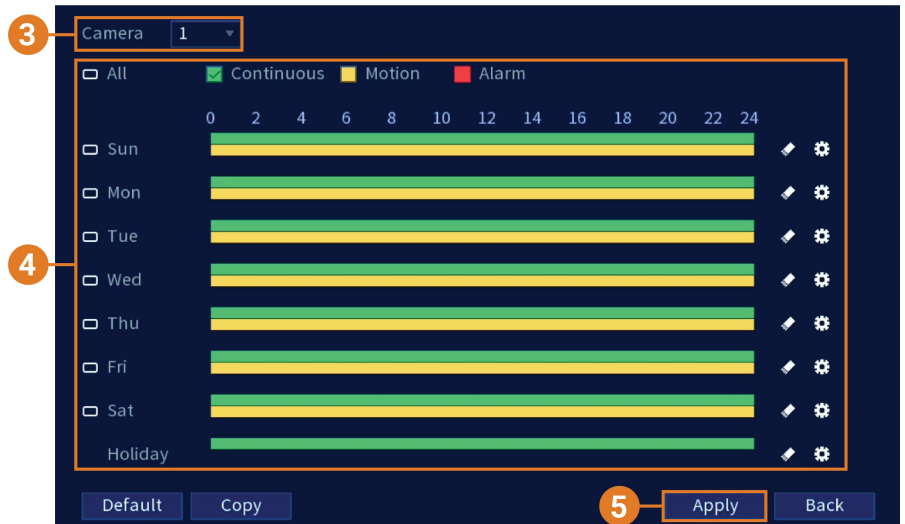 3 Camera 1
All Continuous Motion Alarm
0 2 4 6 8 10 12 14 16 18 20 22 24
Sun
Mon
Tue
4 Wed
Thu
Fri
Sat
Holiday
Default Copy 5 Apply Back